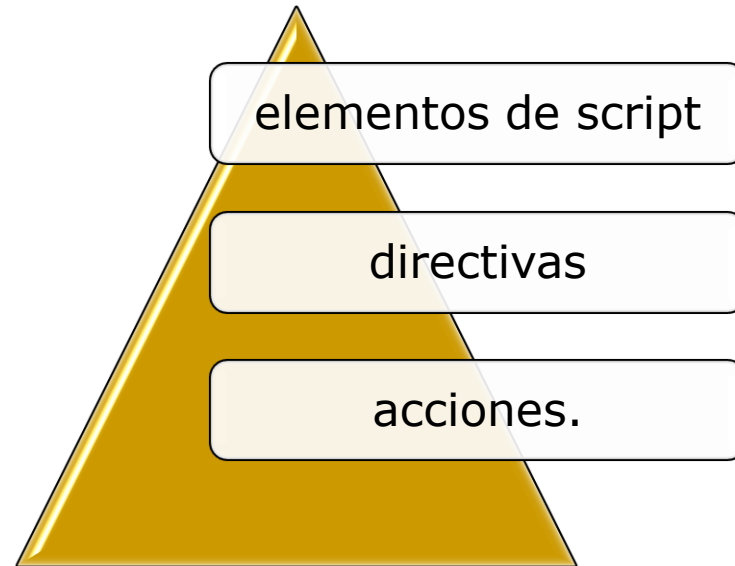 elementos de script
directivas
acciones.